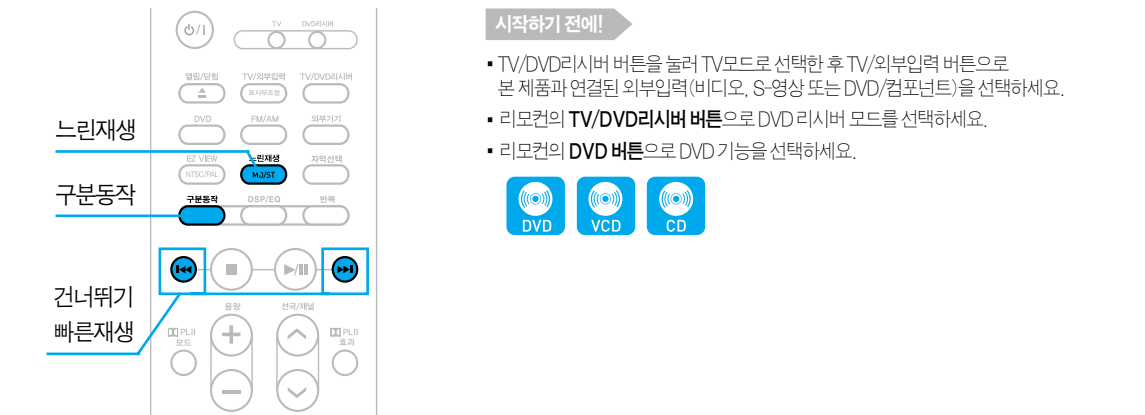 시작하기 전에!
▪ TV/DVD리시버 버튼을 눌러 TV모드로 선택한 후 TV/외부입력 버튼으로
본 제품과 연결된 외부입력(비디오, S-영상 또는 DVD/컴포넌트)을 선택하세요.
▪ 리모컨의 TV/DVD리시버 버튼으로 DVD 리시버 모드를 선택하세요.
▪ 리모컨의 DVD 버튼으로 DVD 기능을 선택하세요.
DVD VCD CD
TV DVD리시버
열림/닫힘 TV/외부입력 TV/DVD리시버
표시부조정
DVD FM/AM 외부기기
느린재생
EZ VIEW 느린재생 자막선택
NTSC/PAL MO/ST
구분동작
구분동작 DSP/EQ 반복
건너뛰기
빠른재생
음량 선국/채널
PLII
모드
PLII
효과